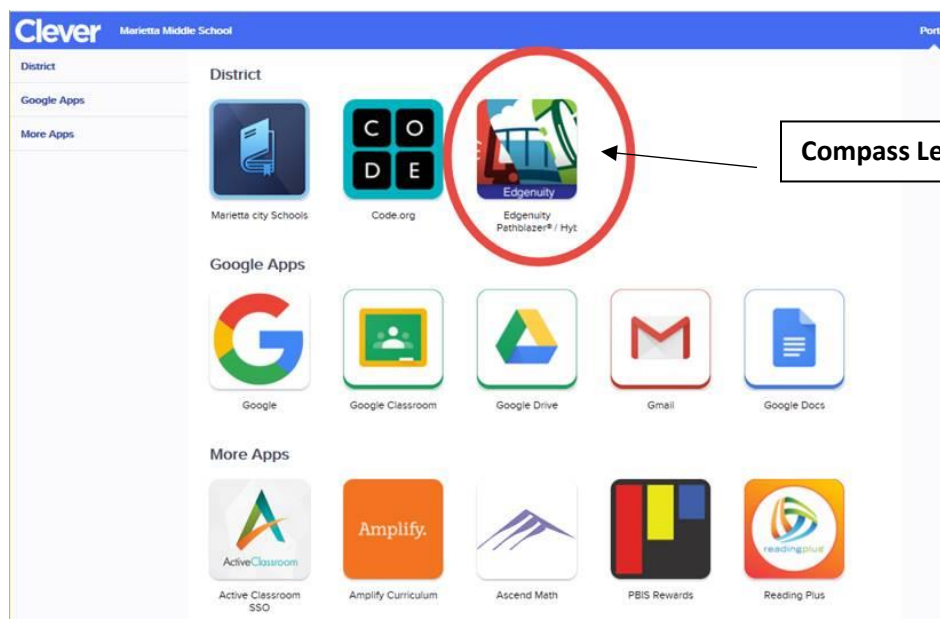 Clever Marietta Middle School Port
District
Google Apps
More Apps
District
CODE
Edgenuity
Compass Le
Marietta city Schools Code.org Edgenuity
Pathblazer® / Hyb
Google Apps
G
Google Google Classroom Google Drive Gmail Google Docs
More Apps
ActiveClassroom Amplify. readingplus
Active Classroom Amplify Curriculum Ascend Math PBIS Rewards Reading Plus
SSO